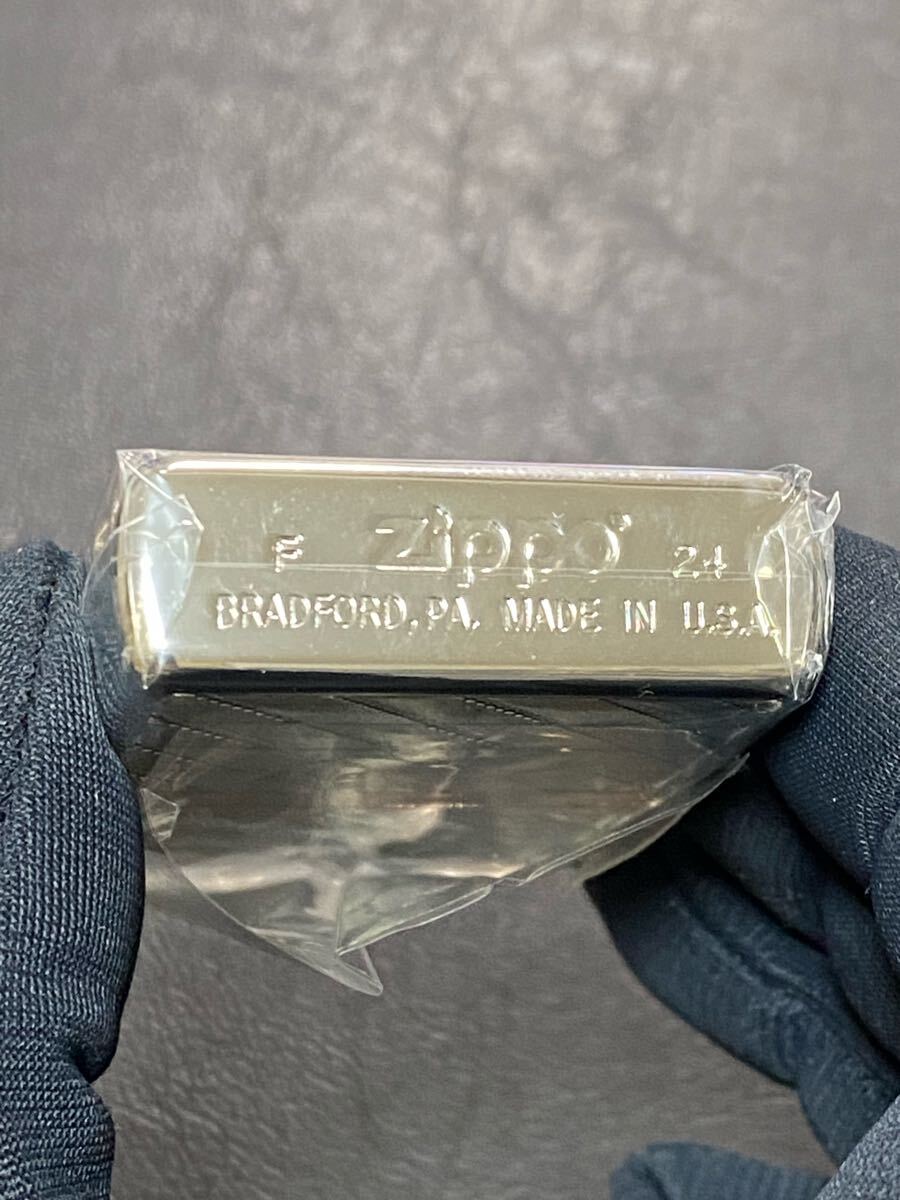 F Zippo® 24
BRADFORD, PA. MADE IN U.S.A.